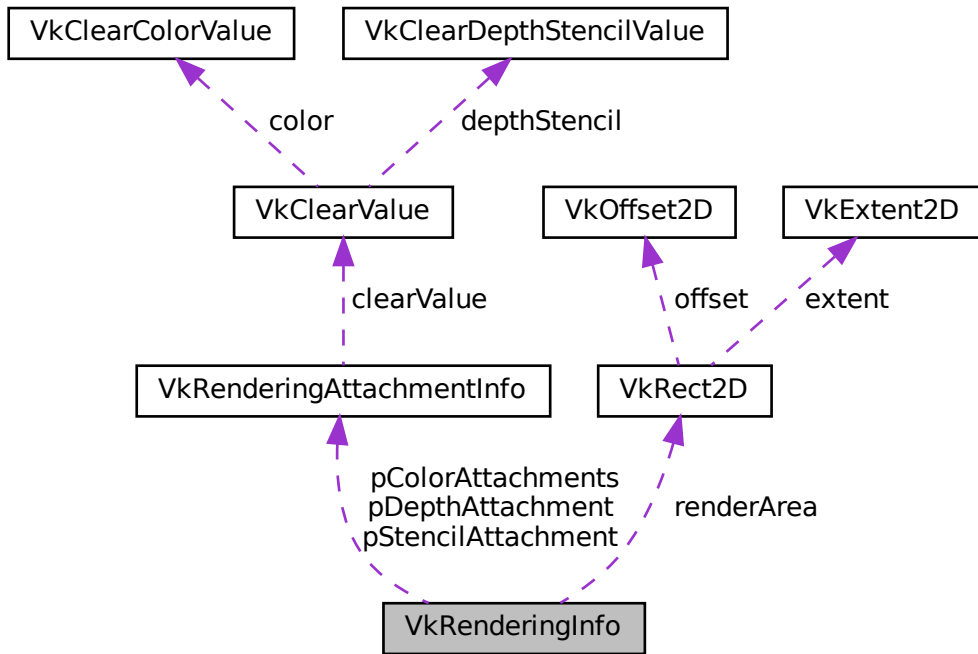 VkClearColorValue
VkClearDepthStencilValue
color
depthStencil
VkClearValue
VkOffset2D
VkExtent2D
clearValue
offset
extent
VkRenderingAttachmentInfo
VkRect2D
pColorAttachments
pDepthAttachment
pStencilAttachment
renderArea
VkRenderingInfo